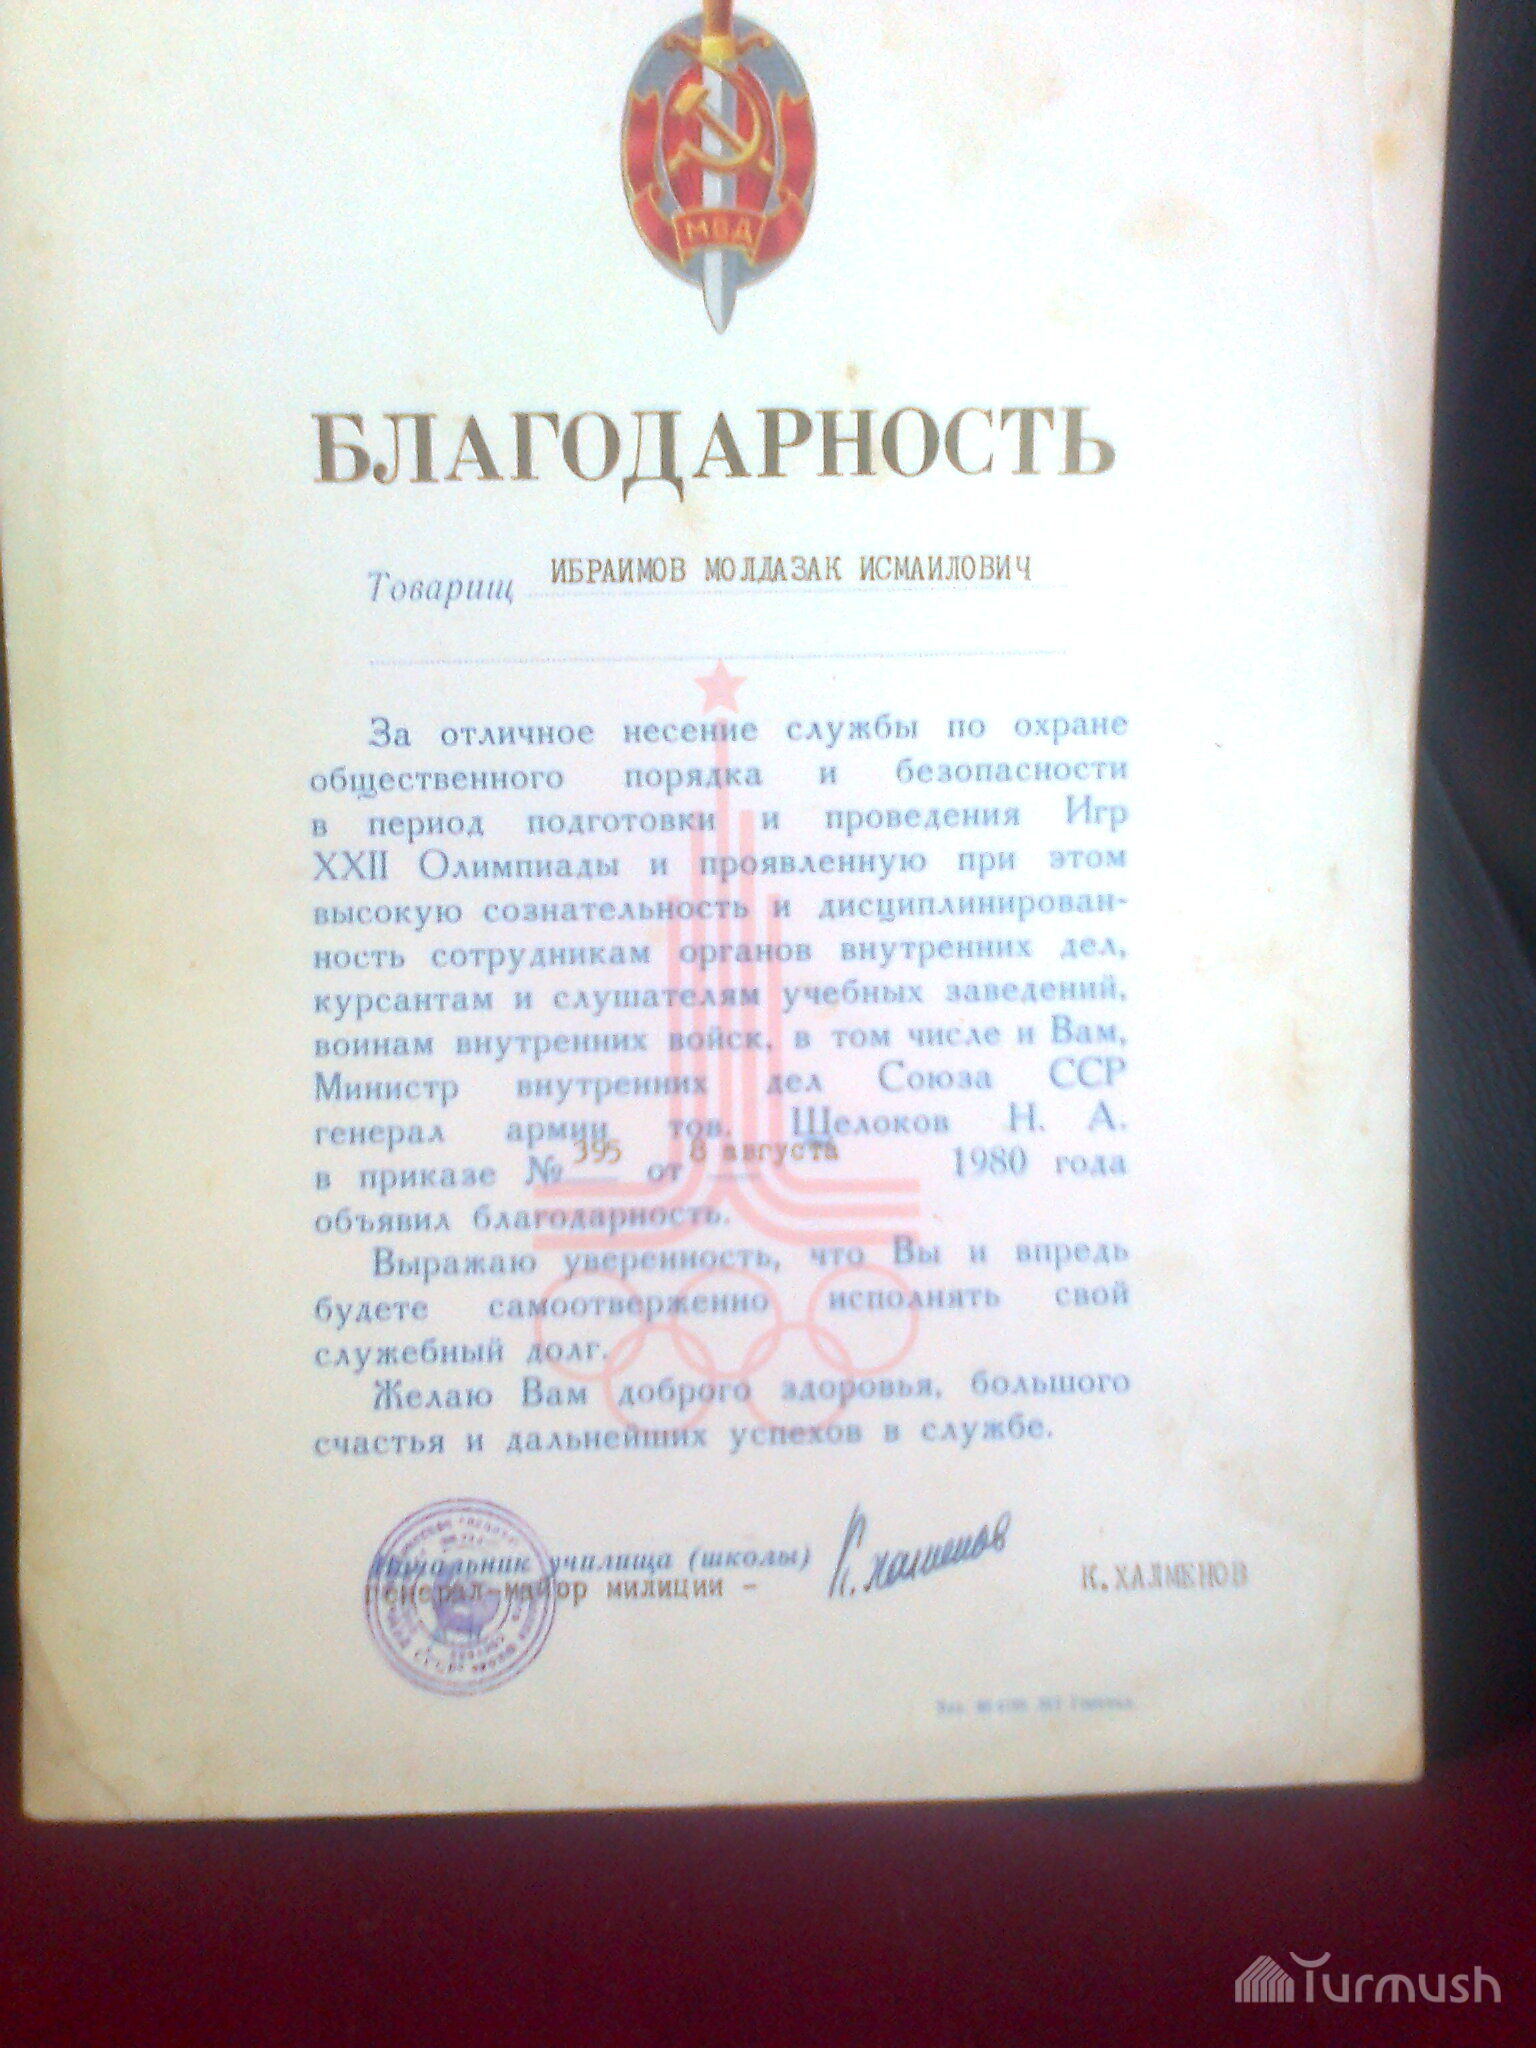 МВД
БЛАГОДАРНОСТЬ
Товарищ ИБРАИМОВ МОЛДАЗАК ИСМАИЛОВИЧ
За отличное несение службы по охране
общественного порядка и безопасности
в период подготовки и проведения Игр
XXII Олимпиады и проявленную при этом
высокую сознательность и дисциплинирован-
ность сотрудникам органов внутренних дел,
курсантам и слушателям учебных заведений,
воинам внутренних войск, в том числе и Вам,
Министр внутренних дел Союза ССР
генерал армии тов. Щелоков Н. А.
в приказе № 395 от 8 августа 1980 года
объявил благодарность.
Выражаю уверенность, что Вы и впредь
будете самоотверженно исполнять свой
служебный долг.
Желаю Вам доброго здоровья, большого
счастья и дальнейших успехов в службе.
Начальник училища (школы)
генерал-майор милиции -
К. Халменов
К.ХАЛМЕНОВ
Turmush